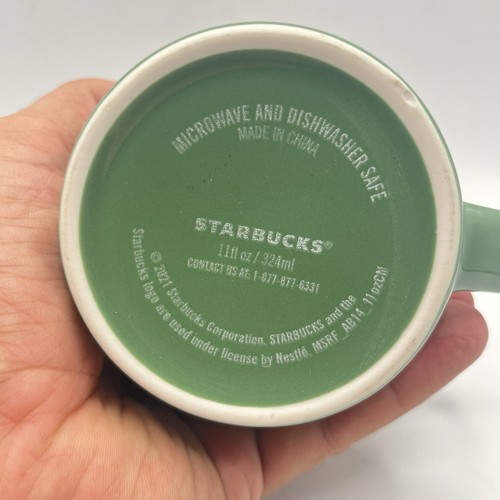 MICROWAVE AND DISHWASHER SAFE
MADE IN CHINA
STARBUCKS®
11fl oz / 324ml
CONTACT US AT: 1-877-877-6331
© 2021 Starbucks Corporation. STARBUCKS and the
Starbucks logo are used under license by Nestlé. MSRF_AB14_11ozCM